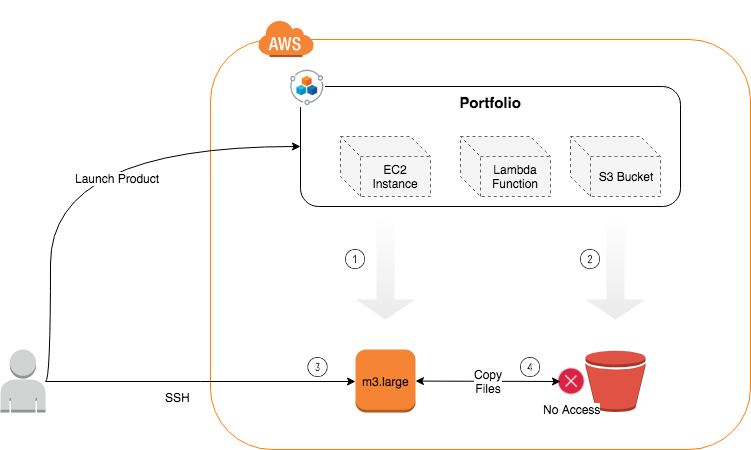 AWS
Portfolio
EC2
Instance
Lambda
Function
S3 Bucket
Launch Product
1
2
3
4
m3.large
Copy
Files
No Access
SSH